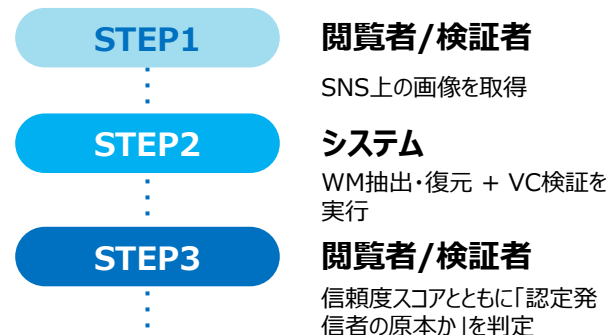 STEP1
閲覧者/検証者
SNS上の画像を取得
STEP2
システム
WM抽出・復元 + VC検証を
実行
STEP3
閲覧者/検証者
信頼度スコアとともに「認定発
信者の原本か」を判定